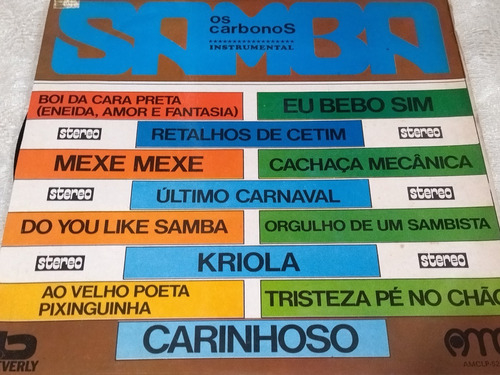 SAMBA
os
carbonoS
INSTRUMENTAL
BOI DA CARA PRETA
(ENEIDA, AMOR E FANTASIA)
EU BEBO SIM
stereo
RETALHOS DE CETIM
stereo
MEXE MEXE
CACHAÇA MECÂNICA
stereo
ÚLTIMO CARNAVAL
stereo
DO YOU LIKE SAMBA
ORGULHO DE UM SAMBISTA
stereo
KRIOLA
stereo
AO VELHO POETA
PIXINGUINHA
TRISTEZA PÉ NO CHÃO
CARINHOSO